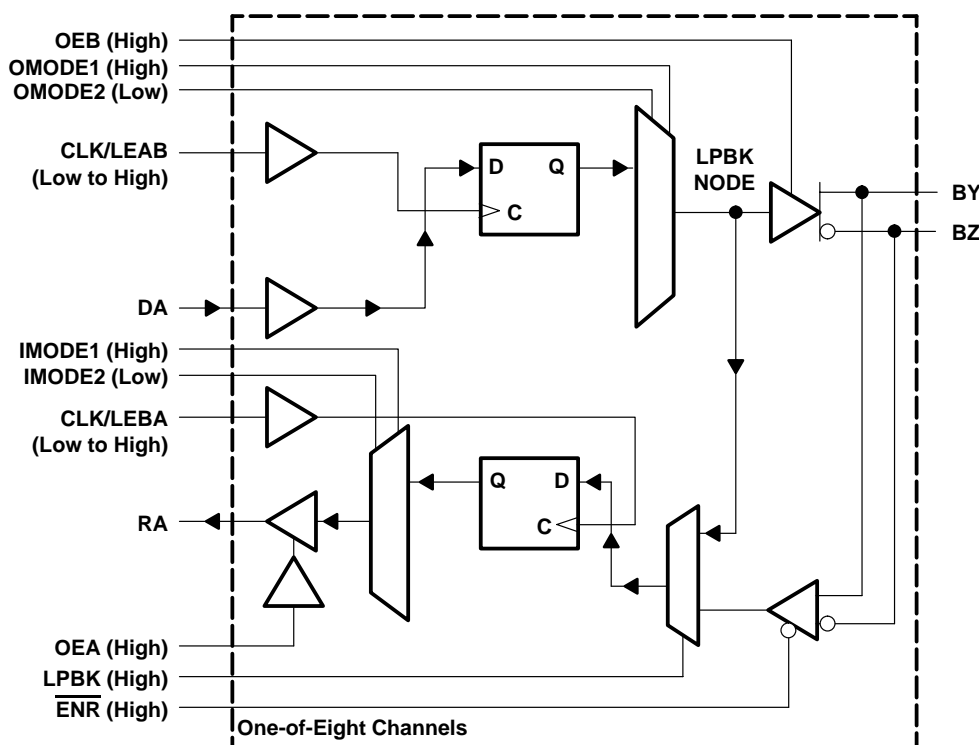 OEB (High)
OMODE1 (High)
OMODE2 (Low)
CLK/LEAB
(Low to High)
D
Q
C
LPBK
NODE
BY
BZ
DA
IMODE1 (High)
IMODE2 (Low)
CLK/LEBA
(Low to High)
Q
D
C
RA
OEA (High)
LPBK (High)
ENR (High)
One-of-Eight Channels